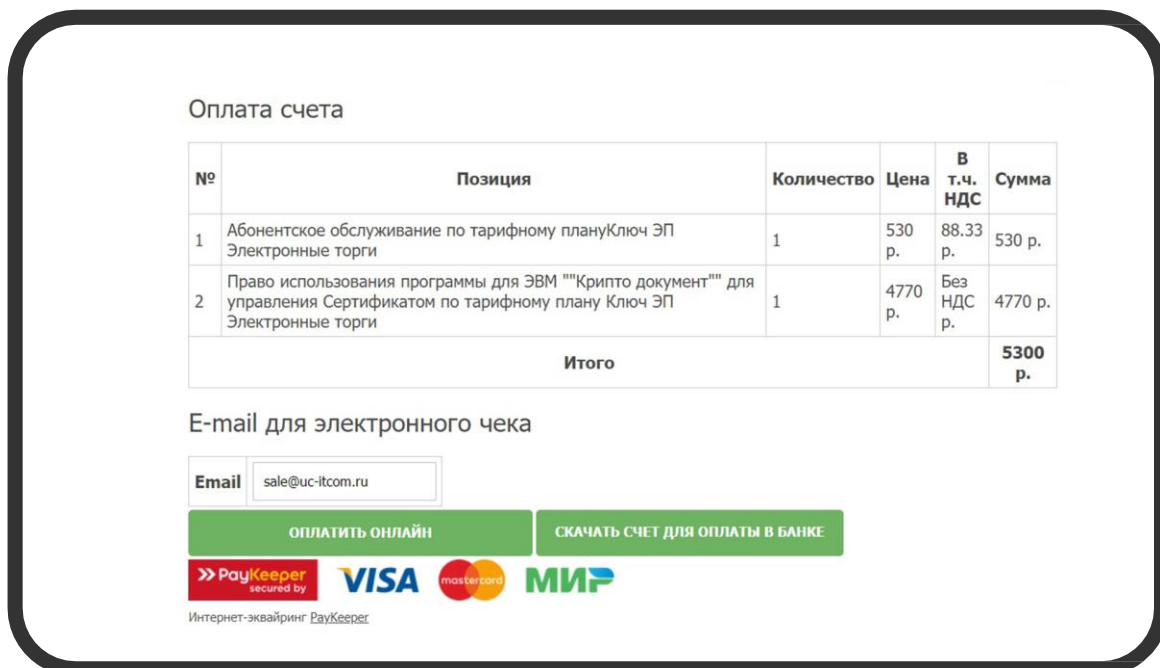 Оплата счета
№ Позиция Количество Цена В т.ч. НДС Сумма
1 Абонентское обслуживание по тарифному плануКлюч ЭП Электронные торги 1 530 р. 88.33 р. 530 р.
2 Право использования программы для ЭВМ ""Крипто документ"" для управления Сертификатом по тарифному плану Ключ ЭП Электронные торги 1 4770 р. Без НДС р. 4770 р.
Итого 5300 р.
E-mail для электронного чека
Email sale@uc-itcom.ru
ОПЛАТИТЬ ОНЛАЙН СКАЧАТЬ СЧЕТ ДЛЯ ОПЛАТЫ В БАНКЕ
PayKeeper secured by VISA mastercard МИР
Интернет-эквайринг PayKeeper